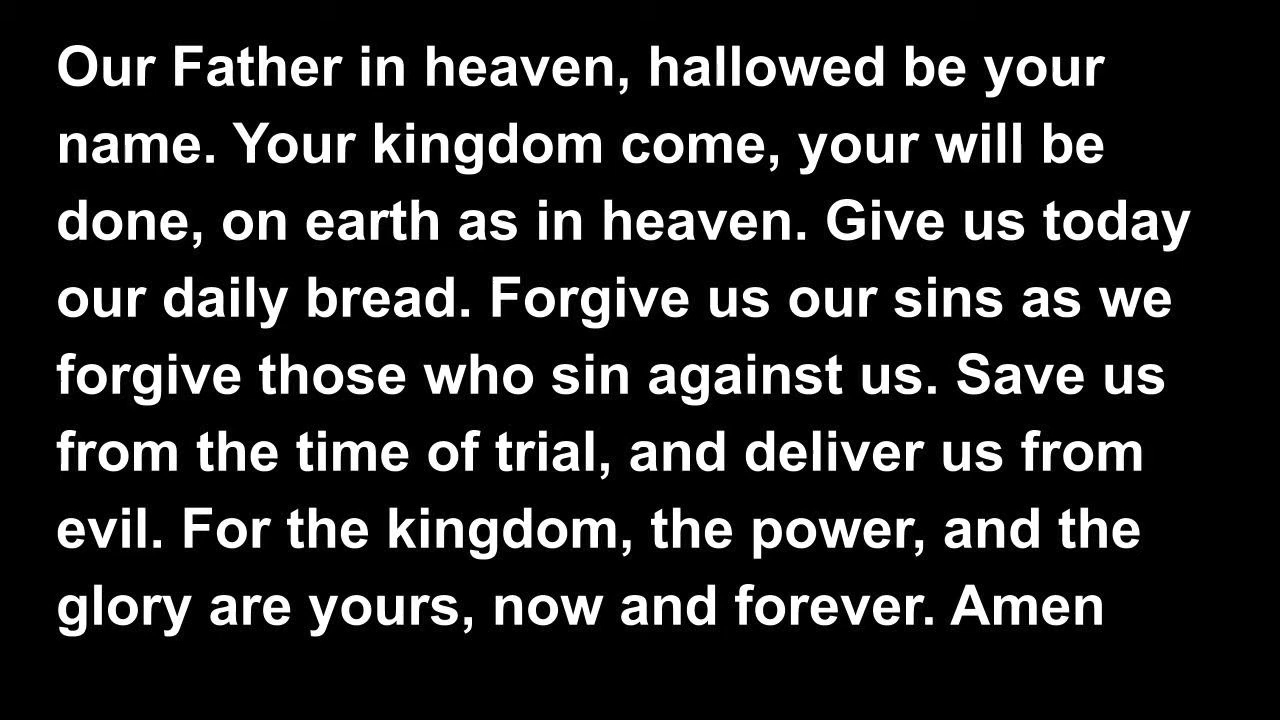 Our Father in heaven, hallowed be your
name. Your kingdom come, your will be
done, on earth as in heaven. Give us today
our daily bread. Forgive us our sins as we
forgive those who sin against us. Save us
from the time of trial, and deliver us from
evil. For the kingdom, the power, and the
glory are yours, now and forever. Amen